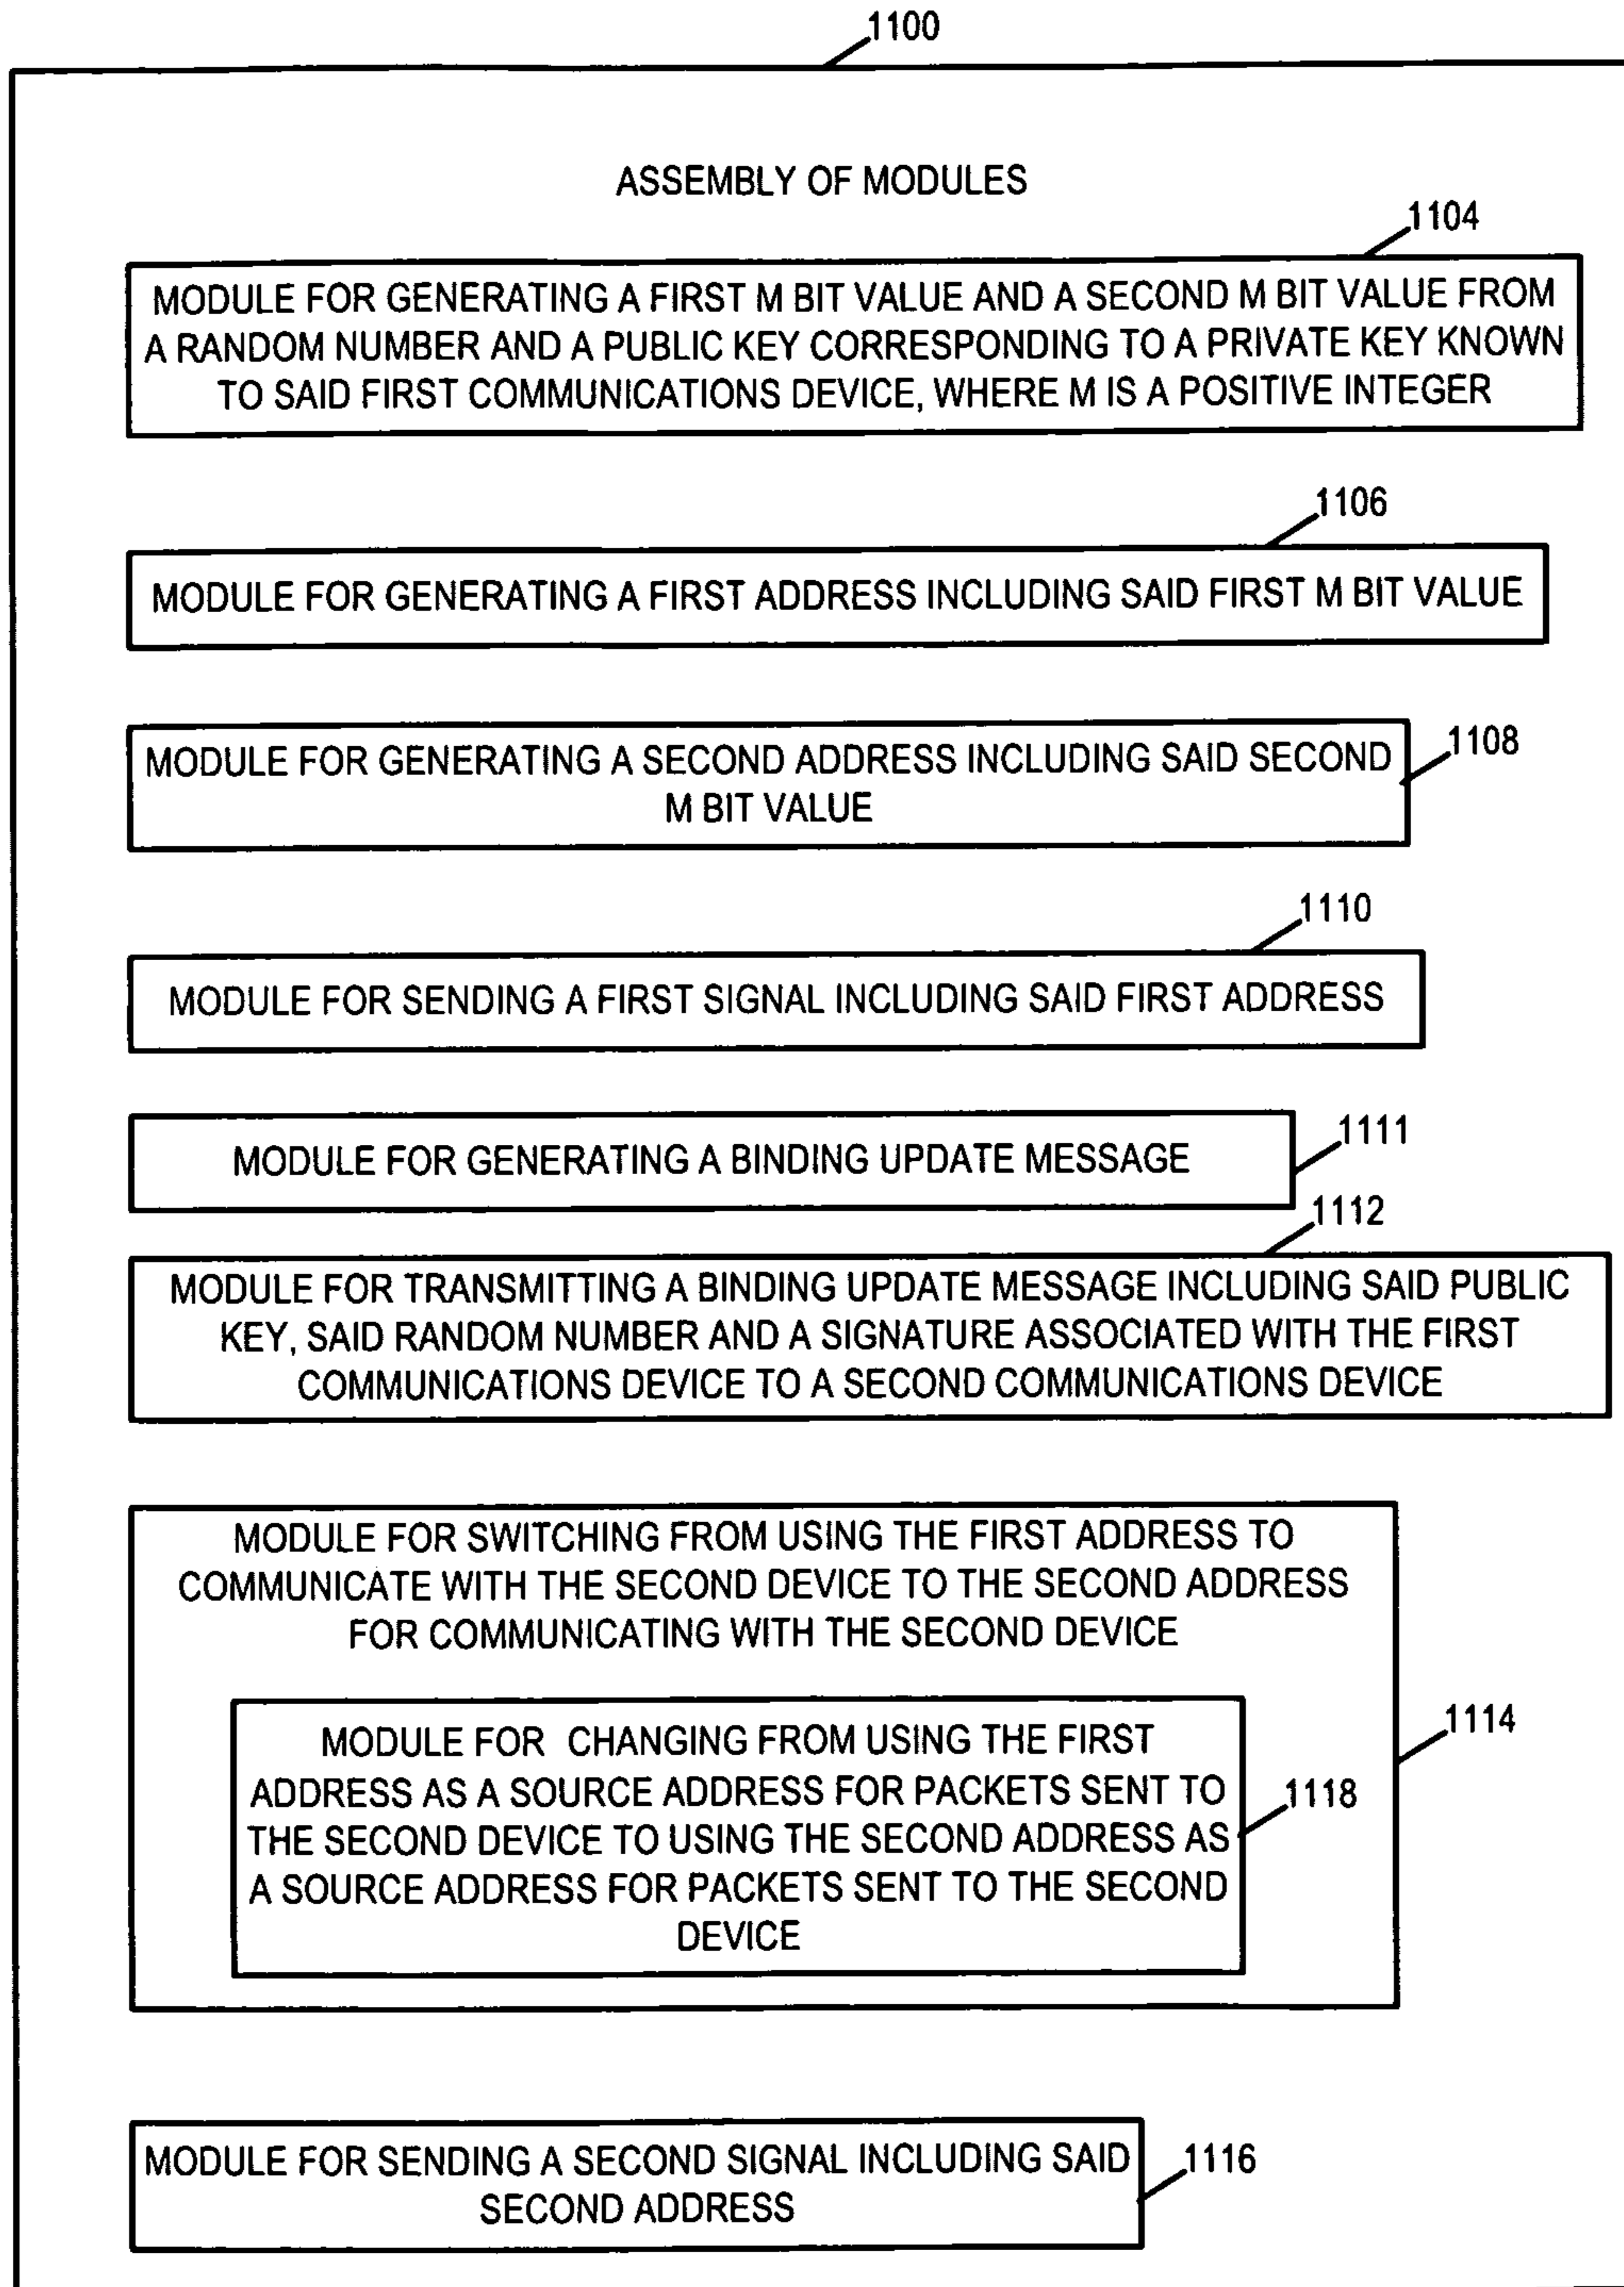 1100
ASSEMBLY OF MODULES
1104
MODULE FOR GENERATING A FIRST M BIT VALUE AND A SECOND M BIT VALUE FROM
A RANDOM NUMBER AND A PUBLIC KEY CORRESPONDING TO A PRIVATE KEY KNOWN
TO SAID FIRST COMMUNICATIONS DEVICE, WHERE M IS A POSITIVE INTEGER
1106
MODULE FOR GENERATING A FIRST ADDRESS INCLUDING SAID FIRST M BIT VALUE
1108
MODULE FOR GENERATING A SECOND ADDRESS INCLUDING SAID SECOND
M BIT VALUE
1110
MODULE FOR SENDING A FIRST SIGNAL INCLUDING SAID FIRST ADDRESS
1111
MODULE FOR GENERATING A BINDING UPDATE MESSAGE
1112
MODULE FOR TRANSMITTING A BINDING UPDATE MESSAGE INCLUDING SAID PUBLIC
KEY, SAID RANDOM NUMBER AND A SIGNATURE ASSOCIATED WITH THE FIRST
COMMUNICATIONS DEVICE TO A SECOND COMMUNICATIONS DEVICE
MODULE FOR SWITCHING FROM USING THE FIRST ADDRESS TO
COMMUNICATE WITH THE SECOND DEVICE TO THE SECOND ADDRESS
FOR COMMUNICATING WITH THE SECOND DEVICE
1114
MODULE FOR CHANGING FROM USING THE FIRST
ADDRESS AS A SOURCE ADDRESS FOR PACKETS SENT TO
THE SECOND DEVICE TO USING THE SECOND ADDRESS AS
A SOURCE ADDRESS FOR PACKETS SENT TO THE SECOND
DEVICE
1118
MODULE FOR SENDING A SECOND SIGNAL INCLUDING SAID
SECOND ADDRESS
1116